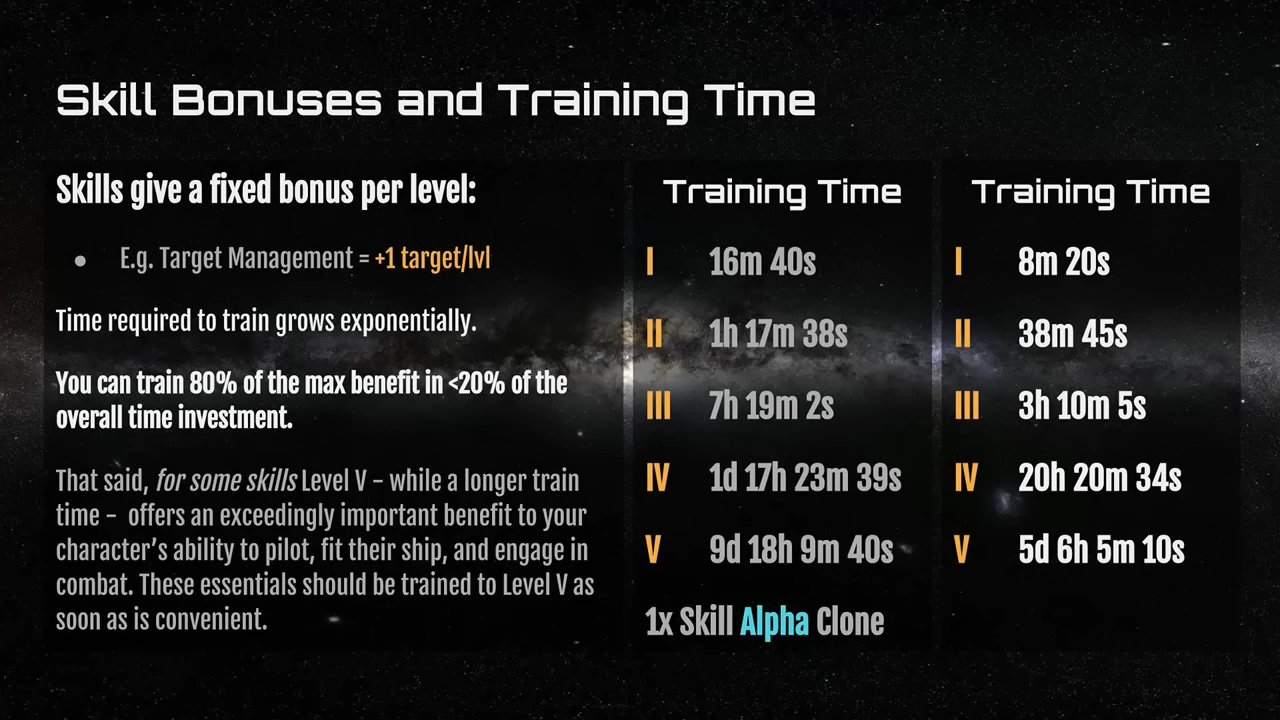 Skill Bonuses and Training Time
Skills give a fixed bonus per level:
● E.g. Target Management = +1 target/lvl
Time required to train grows exponentially.
You can train 80% of the max benefit in <20% of the
overall time investment.
That said, for some skills Level V – while a longer train
time – offers an exceedingly important benefit to your
character’s ability to pilot, fit their ship, and engage in
combat. These essentials should be trained to Level V as
soon as is convenient.
Training Time
I 16m 40s
II 1h 17m 38s
III 7h 19m 2s
IV 1d 17h 23m 39s
V 9d 18h 9m 40s
1x Skill Alpha Clone
Training Time
I 8m 20s
II 38m 45s
III 3h 10m 5s
IV 20h 20m 34s
V 5d 6h 5m 10s